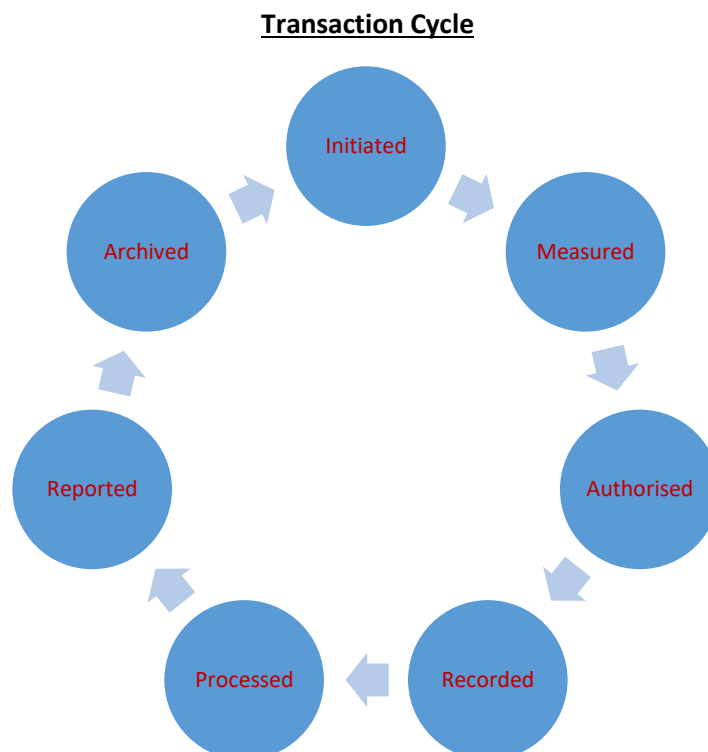 Transaction Cycle
Initiated
Measured
Authorised
Recorded
Processed
Reported
Archived